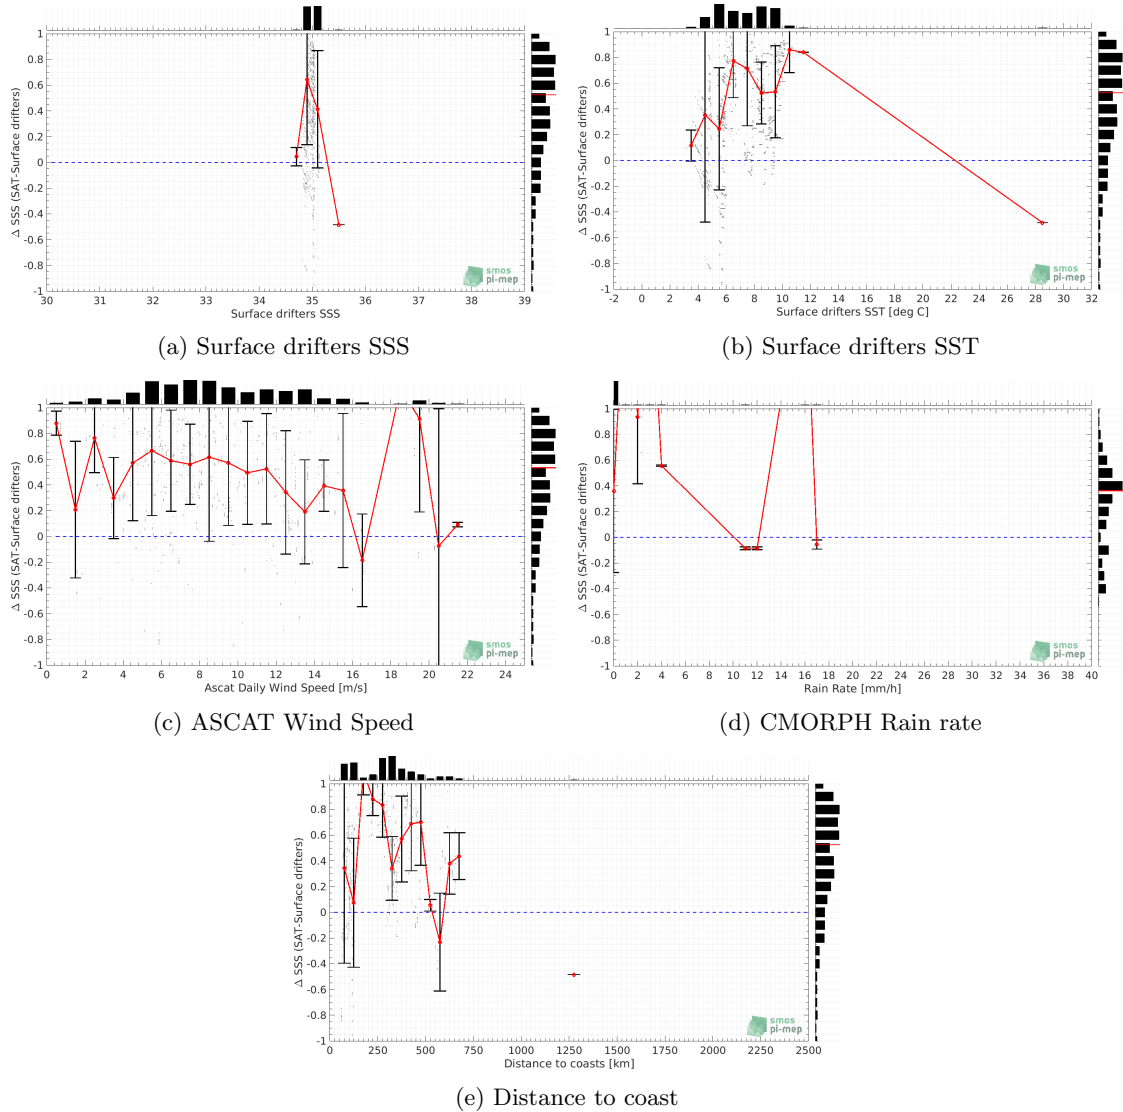 1
0.8
0.6
0.4
0.2
0
-0.2
-0.4
-0.6
-0.8
-1
Δ SSS (SAT-Surface drifters)
30 31 32 33 34 35 36 37 38 39
Surface drifters SSS
smos
pi-mep
(a) Surface drifters SSS
1
0.8
0.6
0.4
0.2
0
-0.2
-0.4
-0.6
-0.8
-1
Δ SSS (SAT-Surface drifters)
-2 0 2 4 6 8 10 12 14 16 18 20 22 24 26 28 30 32
Surface drifters SST [deg C]
smos
pi-mep
(b) Surface drifters SST
1
0.8
0.6
0.4
0.2
0
-0.2
-0.4
-0.6
-0.8
-1
Δ SSS (SAT-Surface drifters)
0 2 4 6 8 10 12 14 16 18 20 22 24
Ascat Daily Wind Speed [m/s]
smos
pi-mep
(c) ASCAT Wind Speed
1
0.8
0.6
0.4
0.2
0
-0.2
-0.4
-0.6
-0.8
-1
Δ SSS (SAT-Surface drifters)
0 2 4 6 8 10 12 14 16 18 20 22 24 26 28 30 32 34 36 38 40
Rain Rate [mm/h]
smos
pi-mep
(d) CMORPH Rain rate
1
0.8
0.6
0.4
0.2
0
-0.2
-0.4
-0.6
-0.8
-1
Δ SSS (SAT-Surface drifters)
0 250 500 750 1000 1250 1500 1750 2000 2250 2500
Distance to coasts [km]
smos
pi-mep
(e) Distance to coast